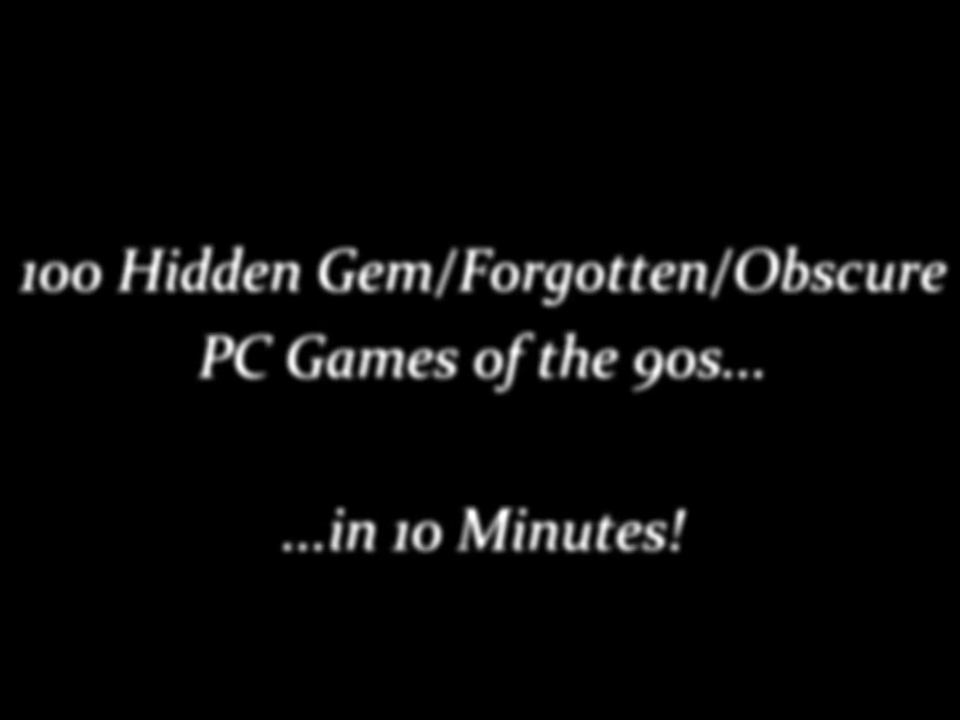 100 Hidden Gem/Forgotten/Obscure
PC Games of the 90s...
...in 10 Minutes!